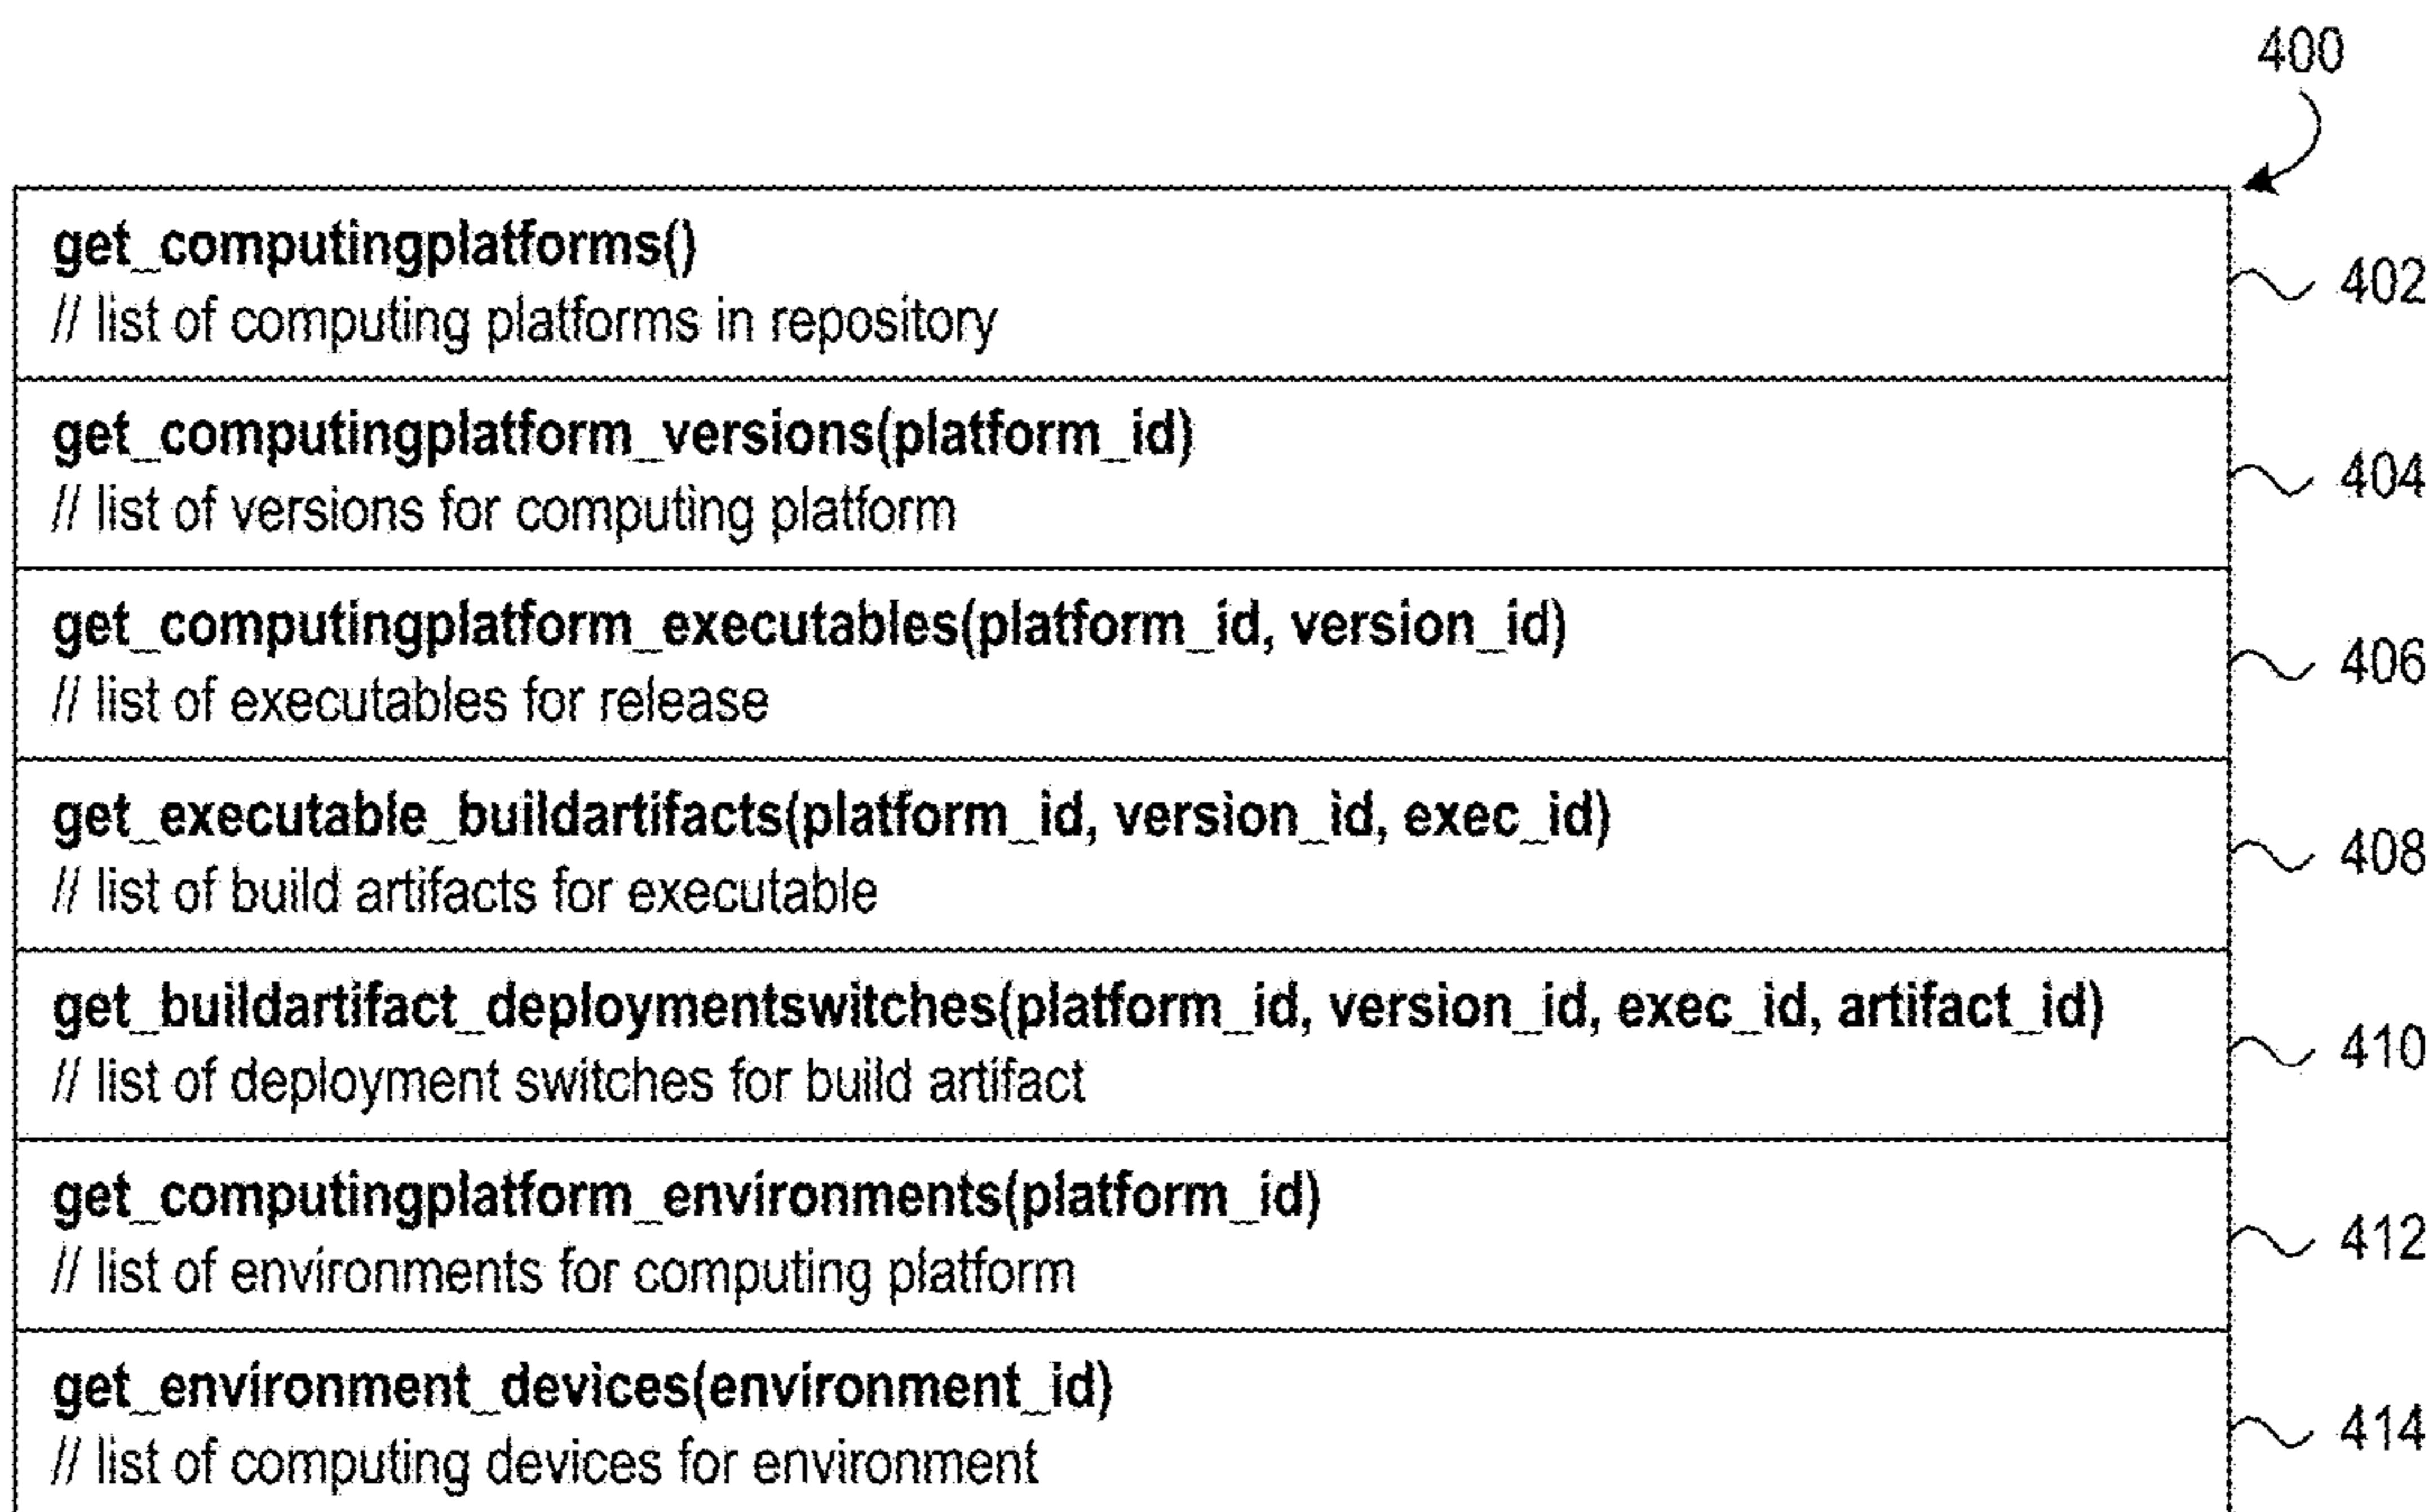 400
get_computingplatforms()
// list of computing platforms in repository
402
get_computingplatform_versions(platform_id)
// list of versions for computing platform
404
get_computingplatform_executables(platform_id, version_id)
// list of executables for release
406
get_executable_buildartifacts(platform_id, version_id, exec_id)
// list of build artifacts for executable
408
get_buildartifact_deploymentswitches(platform_id, version_id, exec_id, artifact_id)
// list of deployment switches for build artifact
410
get_computingplatform_environments(platform_id)
// list of environments for computing platform
412
get_environment_devices(environment_id)
// list of computing devices for environment
414